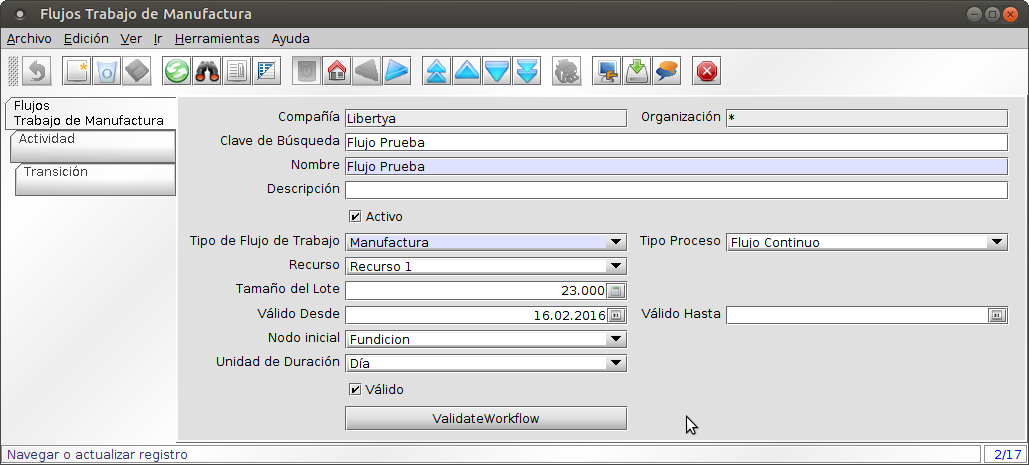 Flujos Trabajo de Manufactura
Archivo Edición Ver Ir Herramientas Ayuda
Flujos
Trabajo de Manufactura
Actividad
Transición
Compañía Libertya Organización *
Clave de Búsqueda Flujo Prueba
Nombre Flujo Prueba
Descripción
Activo
Tipo de Flujo de Trabajo Manufactura Tipo Proceso Flujo Continuo
Recurso Recurso 1
Tamaño del Lote 23.000
Válido Desde 16.02.2016 Válido Hasta
Nodo inicial Fundicion
Unidad de Duración Día
Válido
ValidateWorkflow
Navegar o actualizar registro 2/17